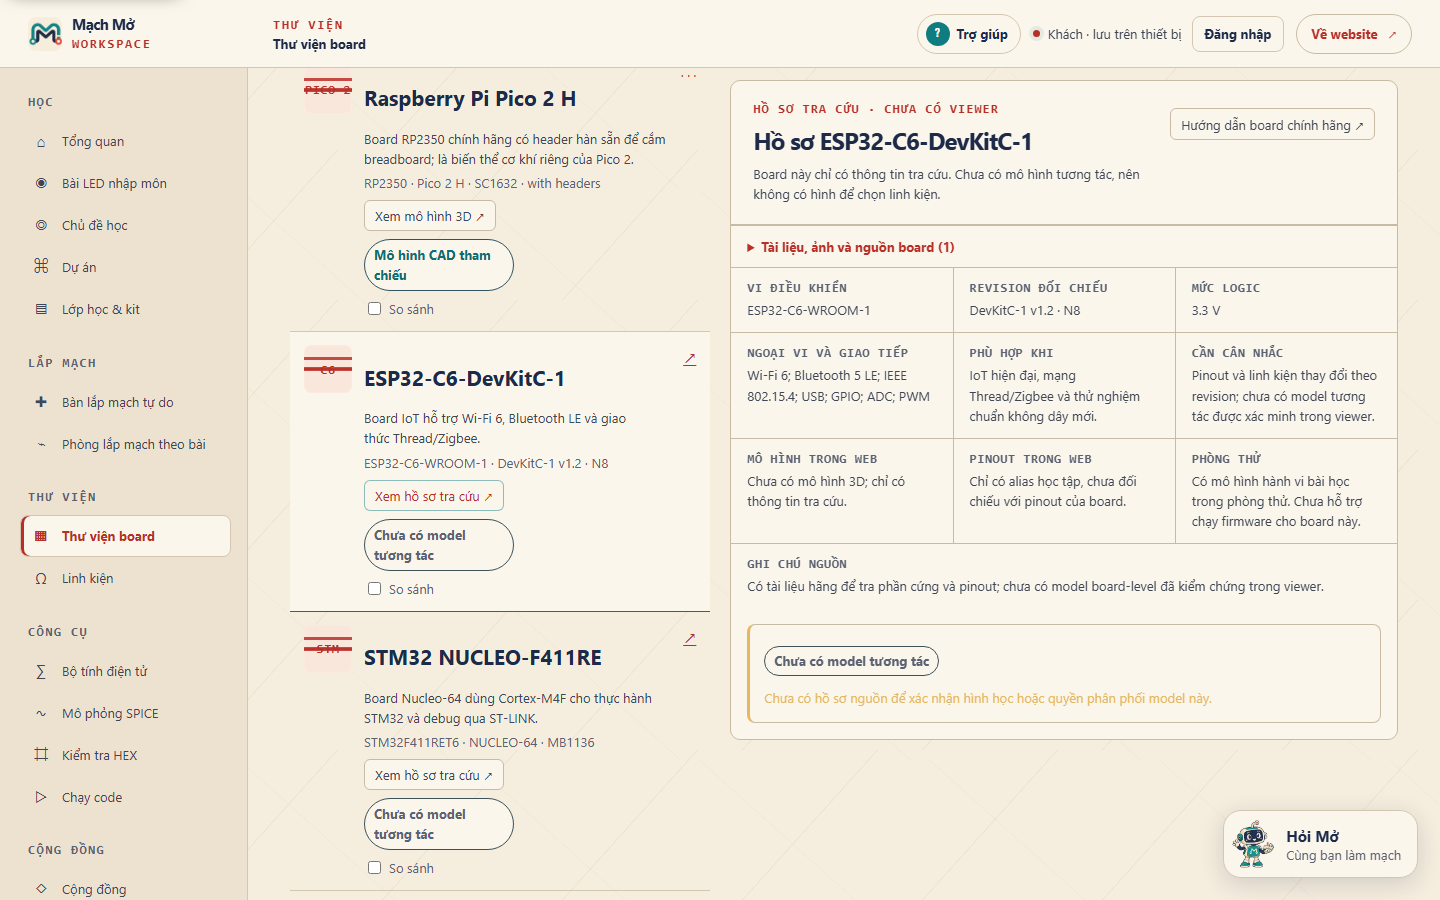 Mạch Mở
WORKSPACE
THƯ VIỆN
Thư viện board
? Trợ giúp
Khách · lưu trên thiết bị
Đăng nhập
Về website ↗
HỌC
Tổng quan
Bài LED nhập môn
Chủ đề học
Dự án
Lớp học & kit
LẮP MẠCH
Bàn lắp mạch tự do
Phòng lắp mạch theo bài
THƯ VIỆN
Thư viện board
Linh kiện
CÔNG CỤ
Bộ tính điện tử
Mô phỏng SPICE
Kiểm tra HEX
Chạy code
CỘNG ĐỒNG
Cộng đồng
PICO 2
Raspberry Pi Pico 2 H
Board RP2350 chính hãng có header hàn sẵn để cắm
breadboard; là biến thể cơ khí riêng của Pico 2.
RP2350 · Pico 2 H · SC1632 · with headers
Xem mô hình 3D ↗
Mô hình CAD tham
chiếu
So sánh
C6
ESP32-C6-DevKitC-1
↗
Board IoT hỗ trợ Wi-Fi 6, Bluetooth LE và giao
thức Thread/Zigbee.
ESP32-C6-WROOM-1 · DevKitC-1 v1.2 · N8
Xem hồ sơ tra cứu ↗
Chưa có model
tương tác
So sánh
STM
STM32 NUCLEO-F411RE
↗
Board Nucleo-64 dùng Cortex-M4F cho thực hành
STM32 và debug qua ST-LINK.
STM32F411RET6 · NUCLEO-64 · MB1136
Xem hồ sơ tra cứu ↗
Chưa có model
tương tác
So sánh
HỒ SƠ TRA CỨU · CHƯA CÓ VIEWER
Hồ sơ ESP32-C6-DevKitC-1
Board này chỉ có thông tin tra cứu. Chưa có mô hình tương tác, nên
không có hình để chọn linh kiện.
Hướng dẫn board chính hãng ↗
▶ Tài liệu, ảnh và nguồn board (1)
VI ĐIỀU KHIỂN
ESP32-C6-WROOM-1
REVISION ĐỐI CHIẾU
DevKitC-1 v1.2 · N8
MỨC LOGIC
3.3 V
NGOẠI VI VÀ GIAO TIẾP
Wi-Fi 6; Bluetooth 5 LE; IEEE
802.15.4; USB; GPIO; ADC; PWM
PHÙ HỢP KHI
IoT hiện đại, mạng
Thread/Zigbee và thử nghiệm
chuẩn không dây mới.
CẦN CÂN NHẮC
Pinout và linh kiện thay đổi theo
revision; chưa có model tương
tác được xác minh trong viewer.
MÔ HÌNH TRONG WEB
Chưa có mô hình 3D; chỉ có
thông tin tra cứu.
PINOUT TRONG WEB
Chỉ có alias học tập, chưa đối
chiếu với pinout của board.
PHÒNG THỬ
Có mô hình hành vi bài học
trong phòng thử. Chưa hỗ trợ
chạy firmware cho board này.
GHI CHÚ NGUỒN
Có tài liệu hãng để tra phần cứng và pinout; chưa có model board-level đã kiểm chứng trong viewer.
Chưa có model tương tác
Chưa có hồ sơ nguồn để xác nhận hình học hoặc quyền phân phối model này.
Hỏi Mở
Cùng bạn làm mạch